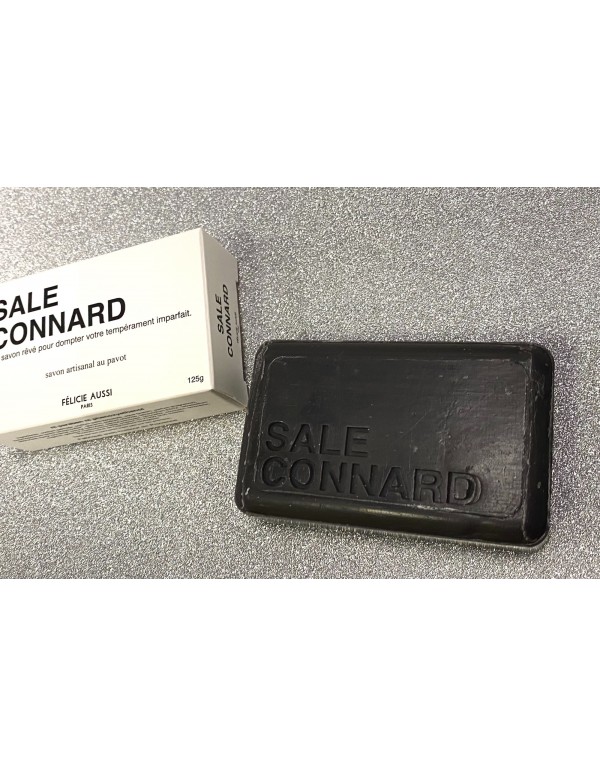 SALE
CONNARD
savon rêvé pour dompter votre tempérament imparfait.
savon artisanal au pavot
125g
FÉLICIE AUSSI
PARIS
SALE
CONNARD
SALE
CONNARD